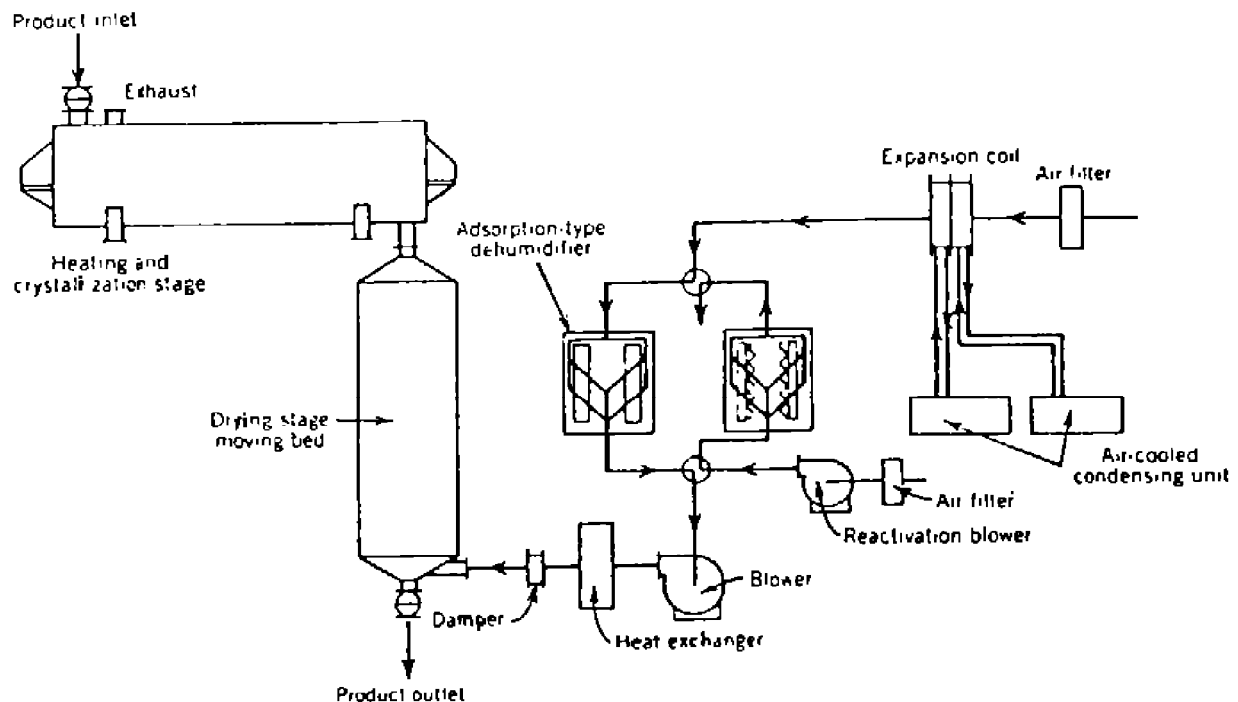 Product inlet
Exhaust
Heating and
crystallization stage
Adsorption-type
dehumidifier
Expansion coil
Air filter
Drying stage
moving bed
Air-cooled
condensing unit
Air filter
Reactivation blower
Blower
Damper
Heat exchanger
Product outlet